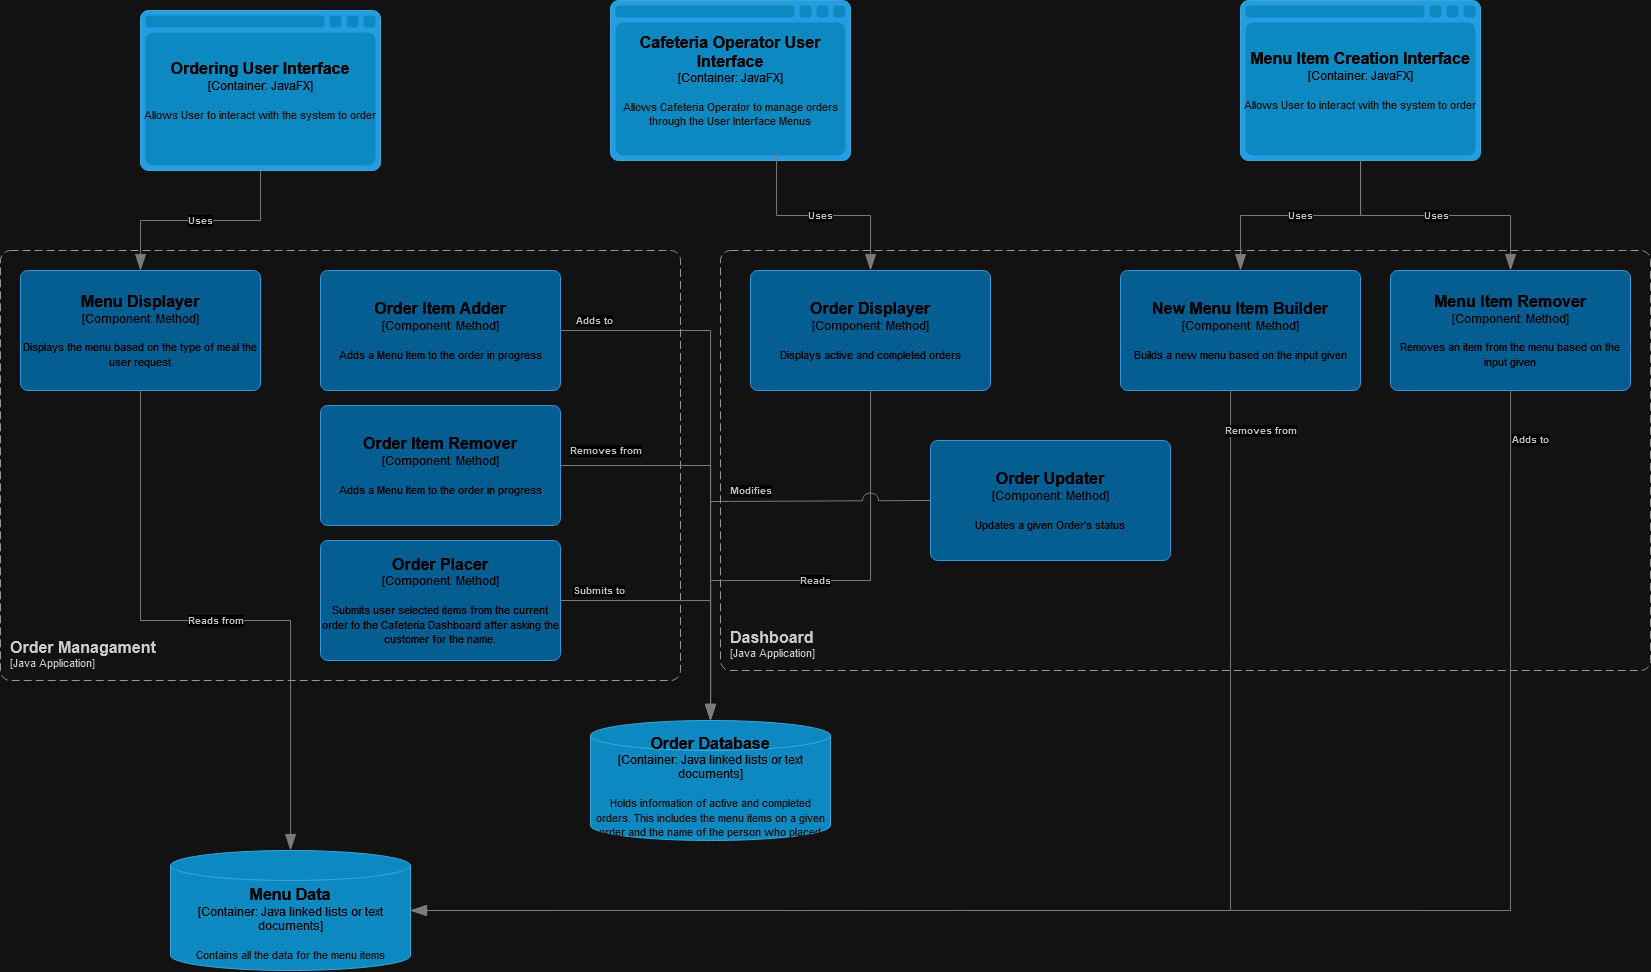 Ordering User Interface
[Container: JavaFX]
Allows User to interact with the system to order
Cafeteria Operator User
Interface
[Container: JavaFX]
Allows Cafeteria Operator to manage orders
through the User Interface Menus
Menu Item Creation Interface
[Container: JavaFX]
Allows User to interact with the system to order
Uses
Uses
Uses
Uses
Menu Displayer
[Component: Method]
Displays the menu based on the type of meal the
user request
Order Item Adder
[Component: Method]
Adds a Menu Item to the order in progress
Adds to
Order Displayer
[Component: Method]
Displays active and completed orders
New Menu Item Builder
[Component: Method]
Builds a new menu based on the input given
Menu Item Remover
[Component: Method]
Removes an item from the menu based on the
input given
Order Item Remover
[Component: Method]
Adds a Menu Item to the order in progress
Removes from
Removes from
Adds to
Modifies
Order Updater
[Component: Method]
Updates a given Order's status
Order Placer
[Component: Method]
Submits user selected items from the current
order to the Cafeteria Dashboard after asking the
customer for the name.
Submits to
Reads
Reads from
Order Managament
[Java Application]
Dashboard
[Java Application]
Order Database
[Container: Java linked lists or text
documents]
Holds information of active and completed
orders. This includes the menu items on a given
order and the name of the person who placed
Menu Data
[Container: Java linked lists or text
documents]
Contains all the data for the menu items